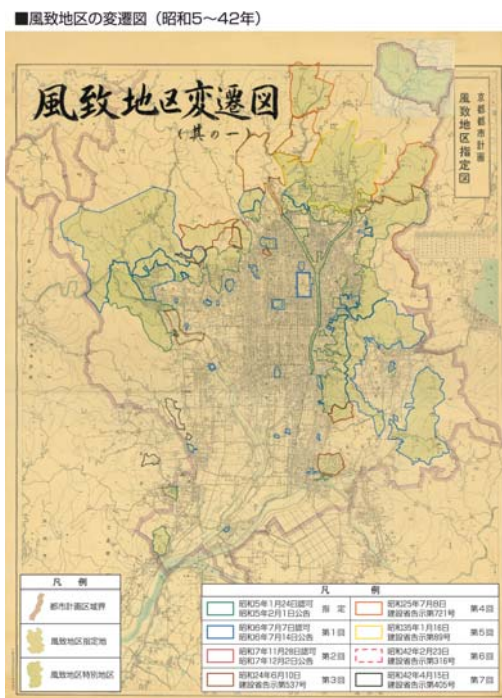 ■風致地区の変遷図（昭和5～42年）
風致地区変遷図
（其の一）
京都都市計画
風致地区指定図
凡 例
都市計画区域界
風致地区指定地
風致地区特別地区
凡 例
昭和5年1月24日認可
昭和5年2月1日公告
指 定
昭和6年7月7日認可
昭和6年7月14日公告
第1回
昭和7年11月28日認可
昭和7年12月2日公告
第2回
昭和24年6月10日
建設省告示第537号
第3回
昭和25年7月8日
建設省告示第721号
第4回
昭和35年1月16日
建設省告示第89号
第5回
昭和42年2月23日
建設省告示第316号
第6回
昭和42年4月15日
建設省告示第405号
第7回